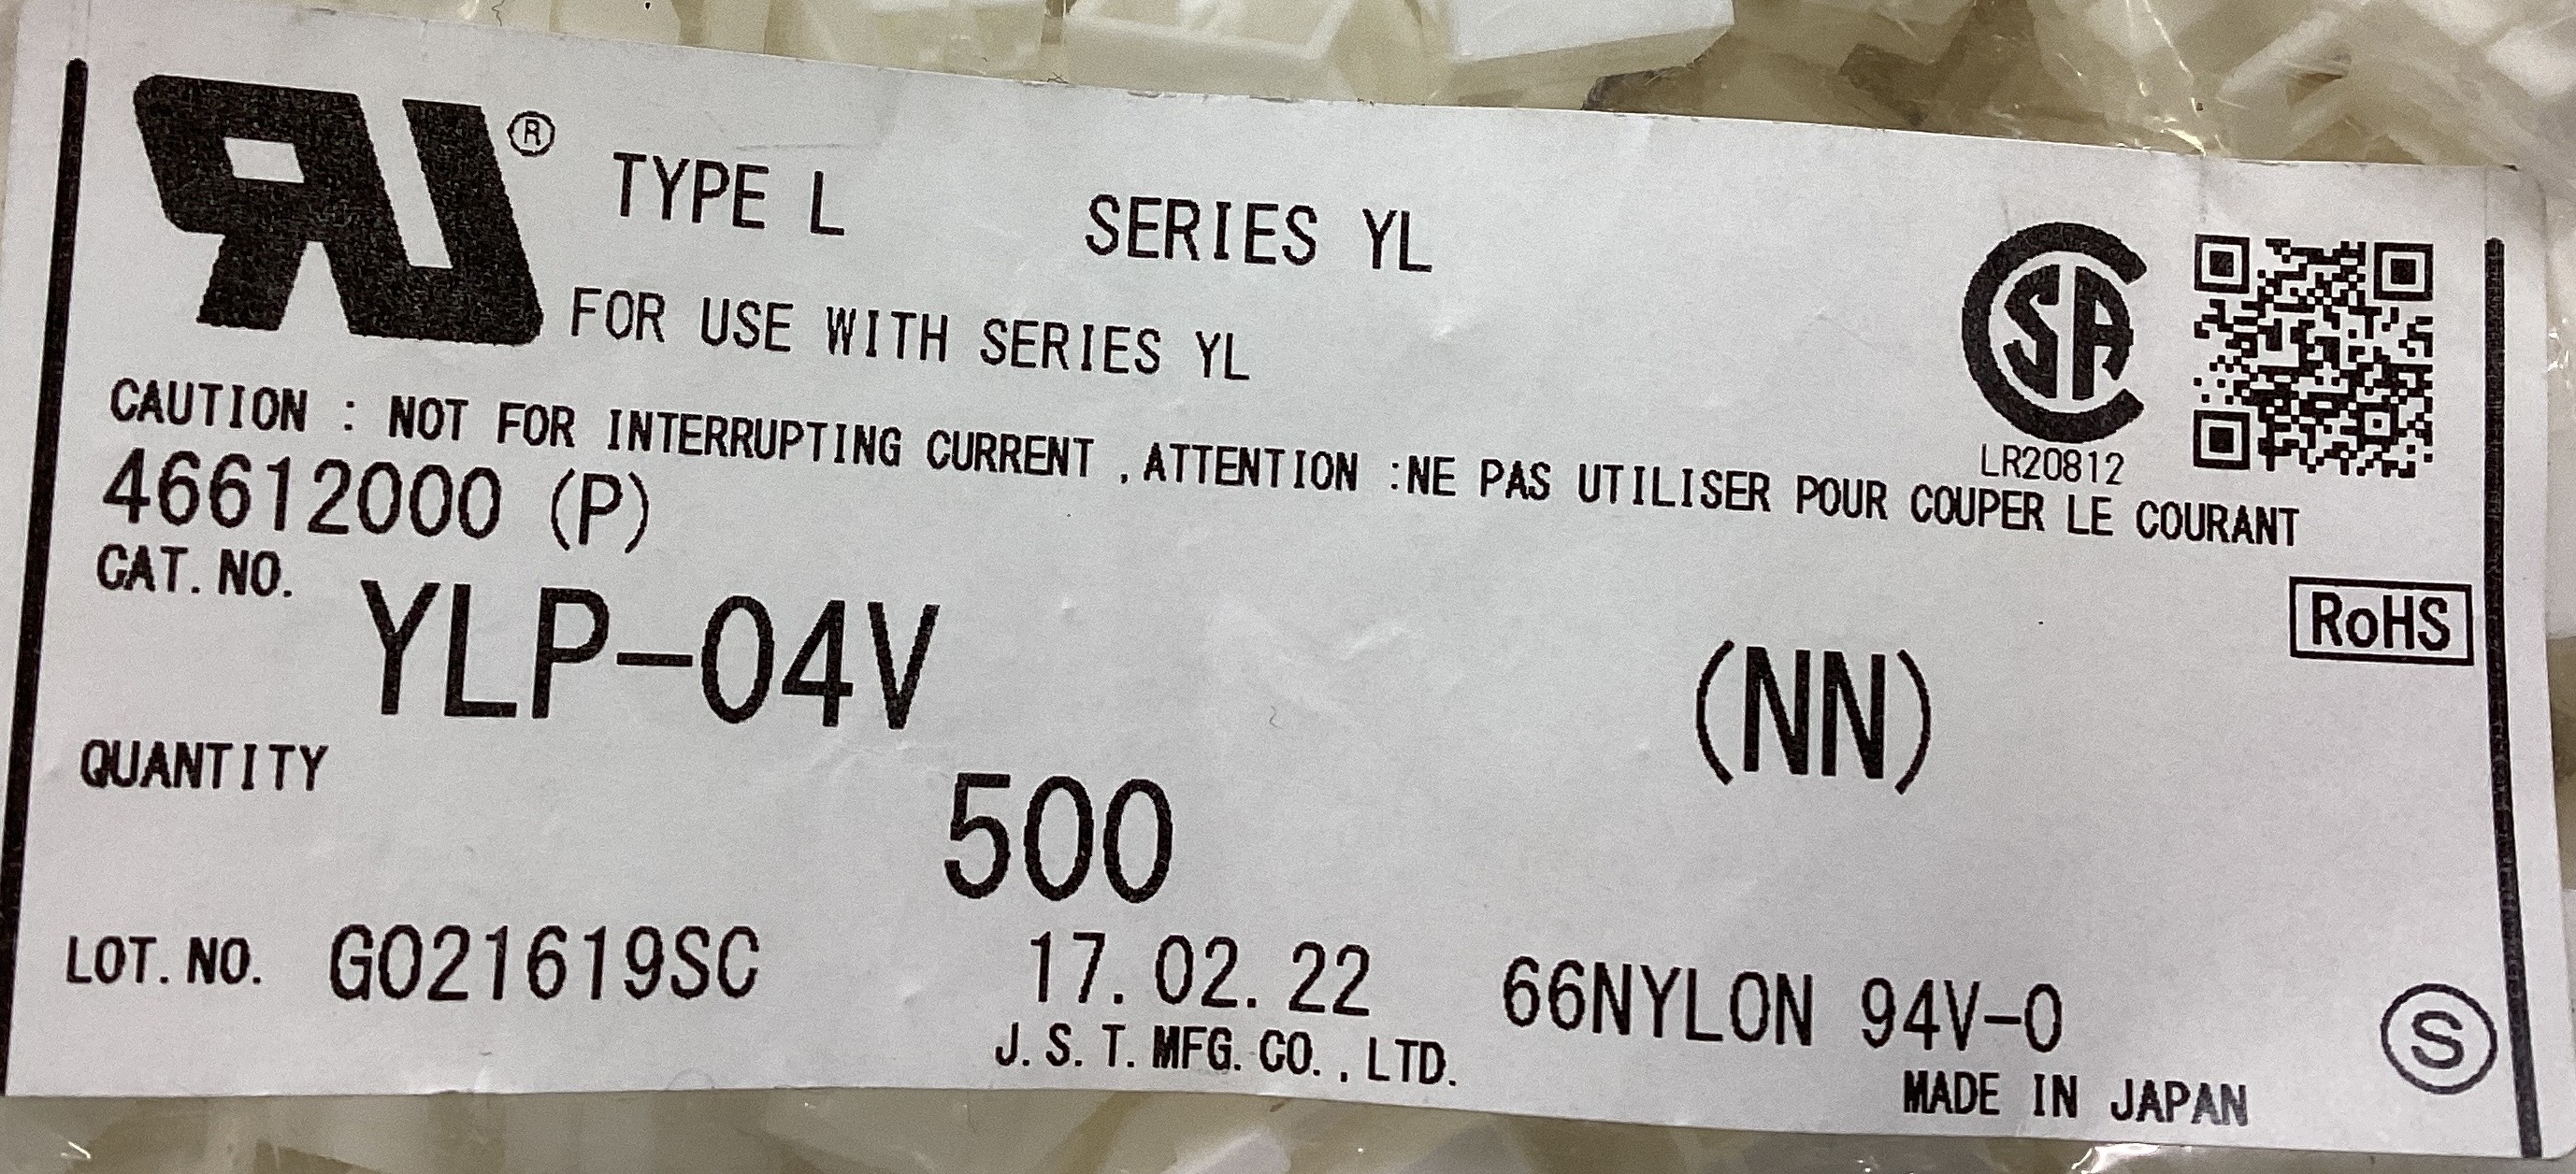 ® TYPE L SERIES YL
FOR USE WITH SERIES YL
CSA
LR20812
CAUTION : NOT FOR INTERRUPTING CURRENT , ATTENTION :NE PAS UTILISER POUR COUPER LE COURANT
46612000 (P)
CAT. NO. YLP-04V (NN)
RoHS
QUANTITY 500
LOT. NO. G021619SC 17. 02. 22 66NYLON 94V-0
J. S. T. MFG. CO. , LTD.
MADE IN JAPAN
S